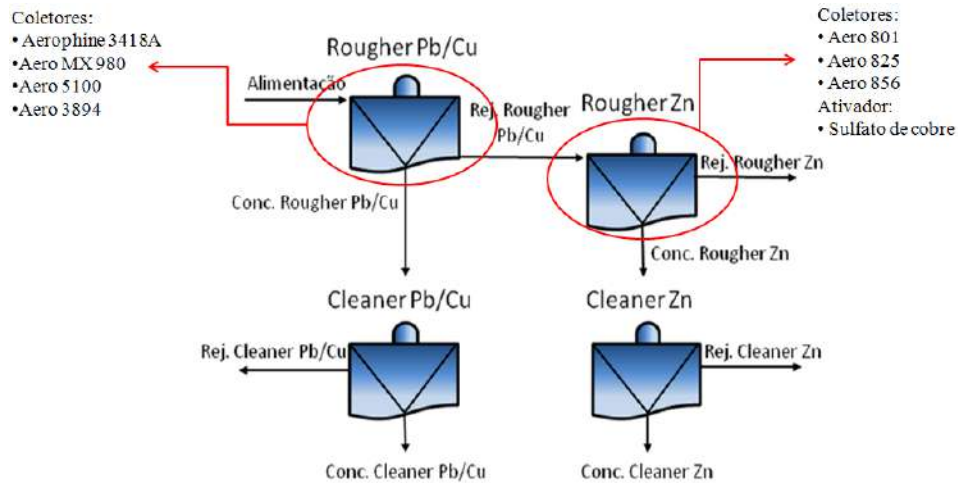 Coletores:
• Aerophine 3418A
• Aero MX 980
• Aero 5100
• Aero 3894
Coletores:
• Aero 801
• Aero 825
• Aero 856
Ativador:
• Sulfato de cobre
Rougher Pb/Cu
Alimentação
Rej. Rougher
Pb/Cu
Rougher Zn
Rej. Rougher Zn
Conc. Rougher Pb/Cu
Conc. Rougher Zn
Cleaner Pb/Cu
Cleaner Zn
Rej. Cleaner Pb/Cu
Rej. Cleaner Zn
Conc. Cleaner Pb/Cu
Conc. Cleaner Zn